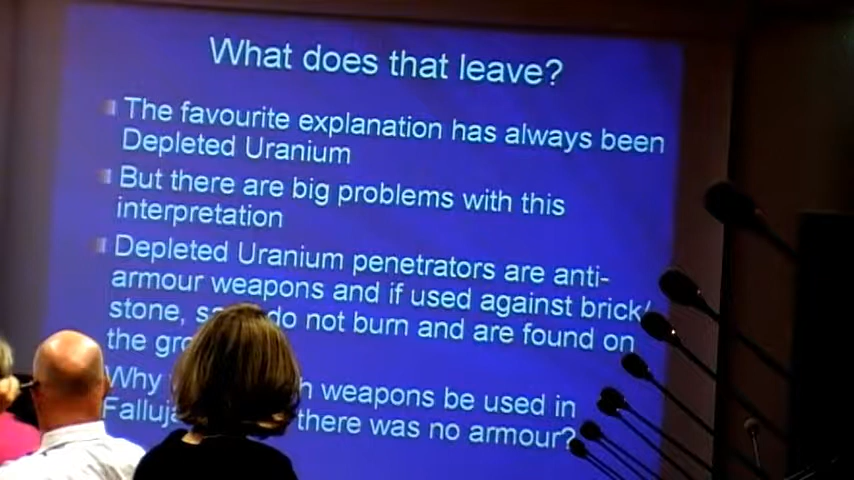 What does that leave?
The favourite explanation has always been
Depleted Uranium
But there are big problems with this
interpretation
Depleted Uranium penetrators are anti-
armour weapons and if used against brick/
stone, do not burn and are found on
the
Why weapons be used in
there was no armour?